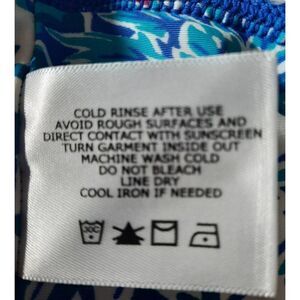 COLD RINSE AFTER USE
AVOID ROUGH SURFACES AND
DIRECT CONTACT WITH SUNSCREEN
TURN GARMENT INSIDE OUT
MACHINE WASH COLD
DO NOT BLEACH
LINE DRY
COOL IRON IF NEEDED
30C